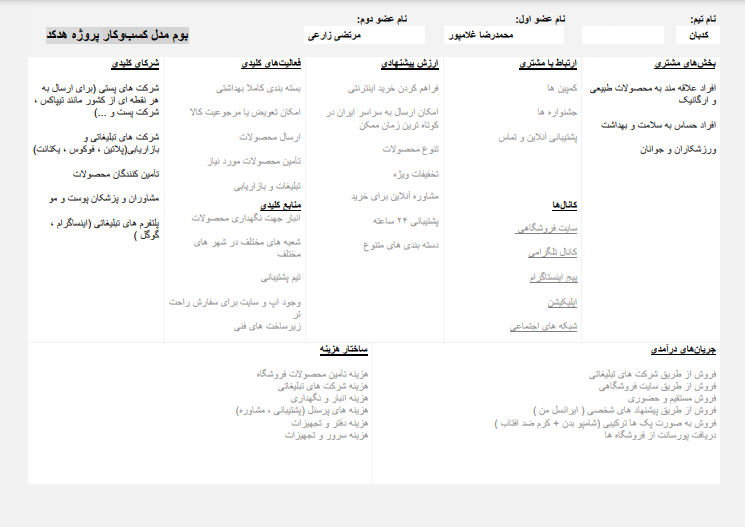 نام تیم:
نام عضو اول:
نام عضو دوم:
کدبان
محمدرضا غلامپور
مرتضی زارعی
بوم مدل کسب‌وکار پروژه هدکد
بخش‌های مشتری
افراد علاقه مند به محصولات طبیعی
و ارگانیک
افراد حساس به سلامت و بهداشت
ورزشکاران و جوانان
ارتباط با مشتری
کمپین ها
جشنواره ها
پشتیبانی آنلاین و تماس
کانال‌ها
سایت فروشگاهی
کانال تلگرامی
پیج اینستاگرام
اپلیکیشن
شبکه های اجتماعی
ارزش پیشنهادی
فراهم کردن خرید اینترنتی
امکان ارسال به سراسر ایران در
کوتاه ترین زمان ممکن
تنوع محصولات
تخفیفات ویژه
مشاوره آنلاین برای خرید
پشتیبانی ۲۴ ساعته
دسته بندی های متنوع
فعالیت‌های کلیدی
بسته بندی کاملا بهداشتی
امکان تعویض یا مرجوعیت کالا
ارسال محصولات
تأمین محصولات مورد نیاز
تبلیغات و بازاریابی
منابع کلیدی
انبار جهت نگهداری محصولات
شعبه های مختلف در شهر های
مختلف
تیم پشتیبانی
وجود اپ و سایت برای سفارش راحت
تر
زیرساخت های فنی
شرکای کلیدی
شرکت های پستی (برای ارسال به
هر نقطه ای از کشور مانند تیپاکس ،
شرکت پست و ...)
شرکت های تبلیغاتی و
بازاریابی(پلاتین ، فوکوس ، یکتانت)
تامین کنندگان محصولات
مشاوران و پزشکان پوست و مو
پلتفرم های تبلیغاتی (اینساگرام ،
گوگل )
جریان‌های درآمدی
فروش از طریق شرکت های تبلیغاتی
فروش از طریق سایت فروشگاهی
فروش مستقیم و حضوری
فروش از طریق پیشنهاد های شخصی ( ایرانسل من )
فروش به صورت پک ها ترکیبی (شامپو بدن + کرم ضد افتاب )
دریافت پورسانت از فروشگاه ها
ساختار هزینه
هزینه تأمین محصولات فروشگاه
هزینه شرکت های تبلیغاتی
هزینه انبار و نگهداری
هزینه های پرسنل (پشتیبانی ، مشاوره)
هزینه دفتر و تجهیزات
هزینه سرور و تجهیزات